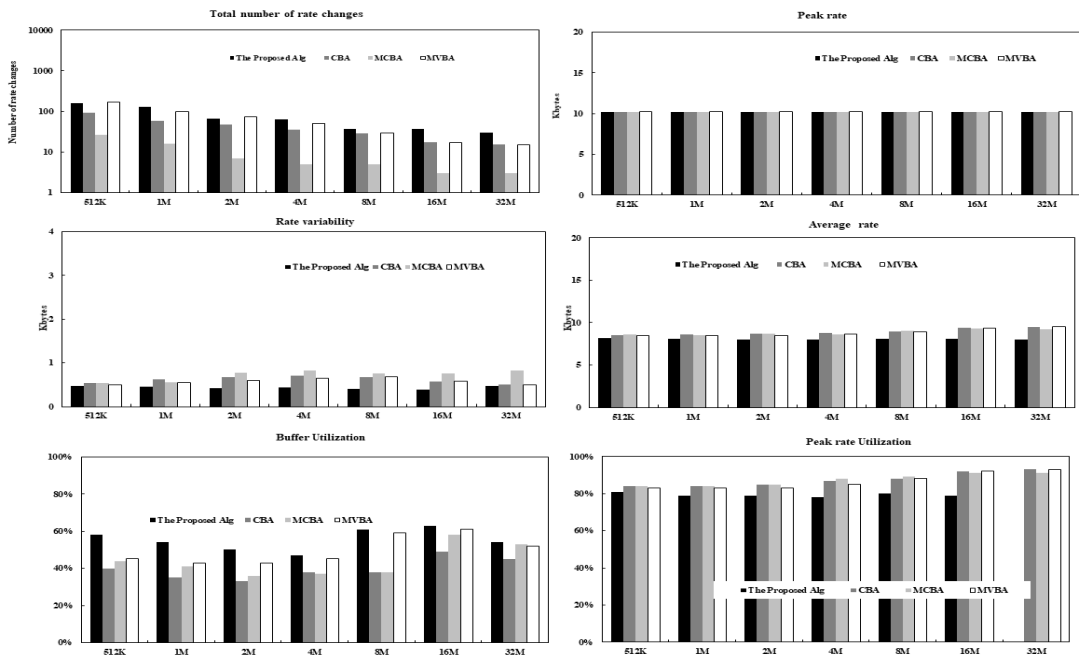 Total number of rate changes
Number of rate changes
10000
1000
100
10
1
The Proposed Alg CBA MCBA MVBA
512K 1M 2M 4M 8M 16M 32M
Peak rate
Kbytes
20
15
10
5
0
The Proposed Alg CBA MCBA MVBA
512K 1M 2M 4M 8M 16M 32M
Rate variability
Kbytes
4
3
2
1
0
The Proposed Alg CBA MCBA MVBA
512K 1M 2M 4M 8M 16M 32M
Average rate
Kbytes
20
15
10
5
0
The Proposed Alg CBA MCBA MVBA
512K 1M 2M 4M 8M 16M 32M
Buffer Utilization
100%
80%
60%
40%
20%
0%
The Proposed Alg CBA MCBA MVBA
512K 1M 2M 4M 8M 16M 32M
Peak rate Utilization
100%
80%
60%
40%
20%
0%
The Proposed Alg CBA MCBA MVBA
512K 1M 2M 4M 8M 16M 32M